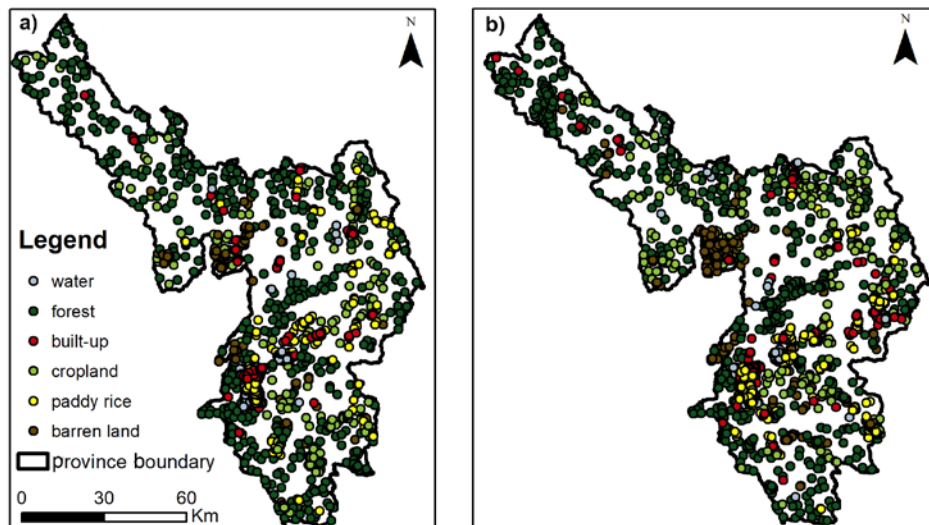 a)
N
b)
N
Legend
water
forest
built-up
cropland
paddy rice
barren land
province boundary
0 30 60
Km